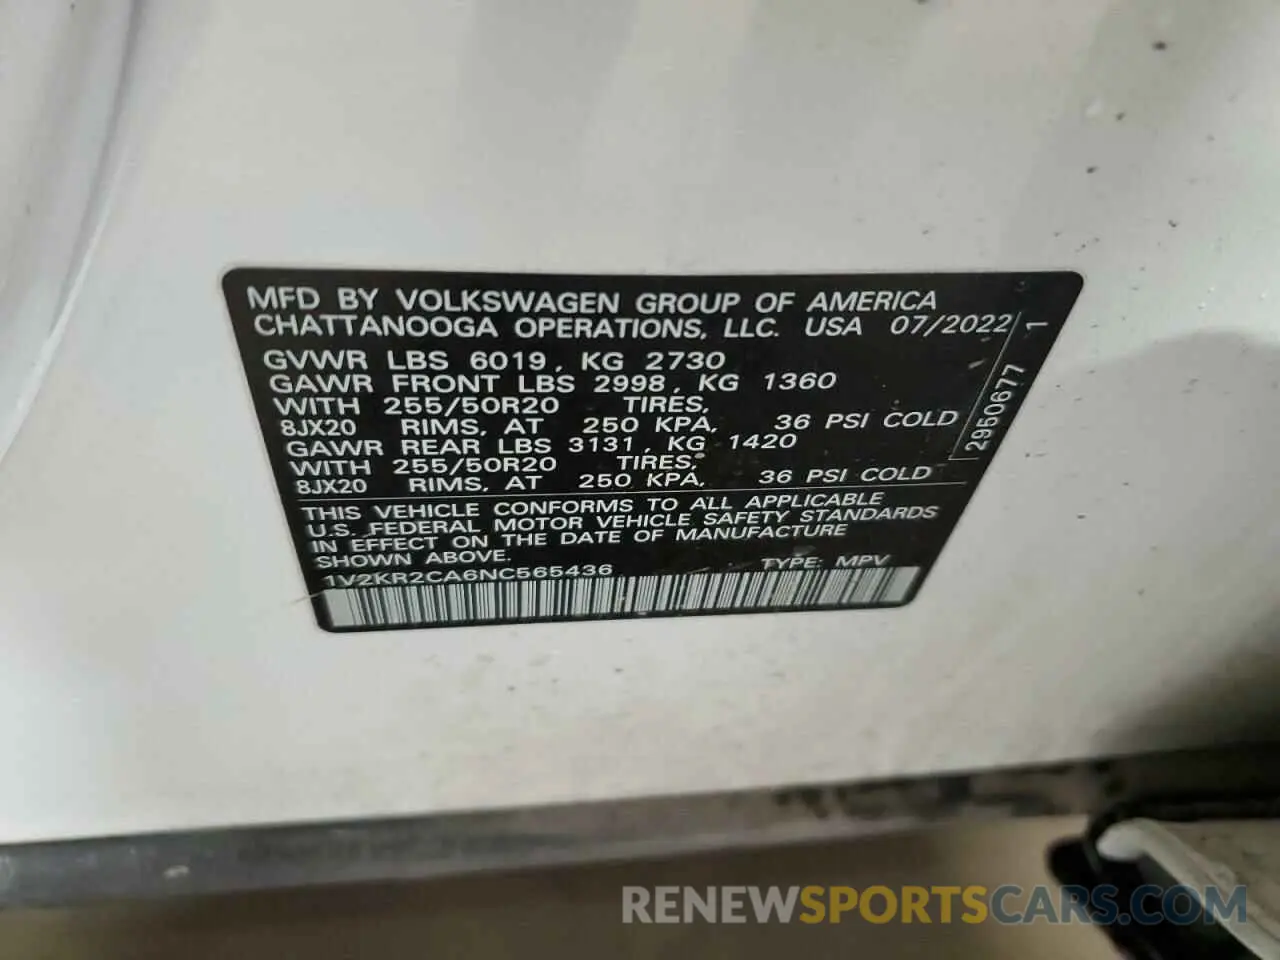 MFD BY VOLKSWAGEN GROUP OF AMERICA
CHATTANOOGA OPERATIONS, LLC. USA 07/2022
GVWR LBS 6019, KG 2730
GAWR FRONT LBS 2998, KG 1360
WITH 255/50R20 TIRES,
8JX20 RIMS, AT 250 KPA, 36 PSI COLD
GAWR REAR LBS 3131, KG 1420
WITH 255/50R20 TIRES,
8JX20 RIMS, AT 250 KPA, 36 PSI COLD
2950677 1
THIS VEHICLE CONFORMS TO ALL APPLICABLE
U.S. FEDERAL MOTOR VEHICLE SAFETY STANDARDS
IN EFFECT ON THE DATE OF MANUFACTURE
SHOWN ABOVE.
1V2KR2CA6NC565436 TYPE: MPV
RENEWSPORTSCARS.COM